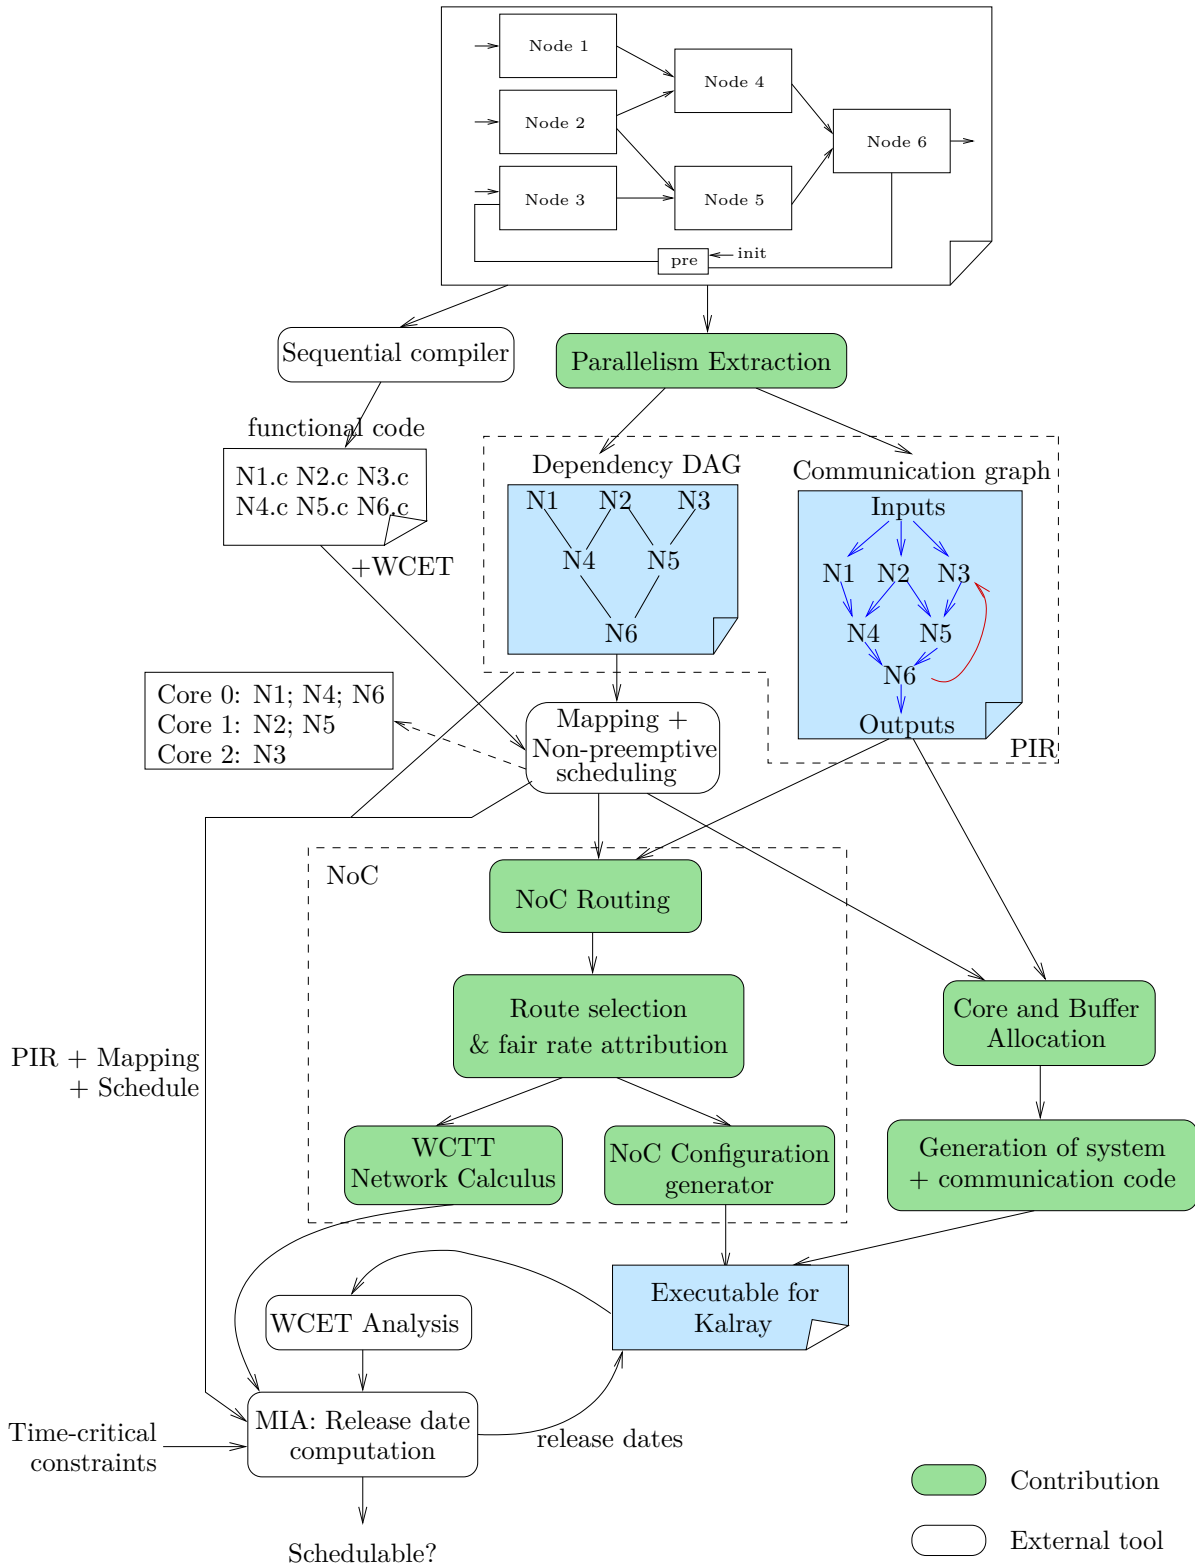 Node 1
Node 4
Node 2
Node 6
Node 3
Node 5
pre
init
Sequential compiler
Parallelism Extraction
functional code
N1.c N2.c N3.c
N4.c N5.c N6.c
+WCET
Dependency DAG
N1 N2 N3
N4 N5
N6
Communication graph
Inputs
N1 N2 N3
N4 N5
N6
Outputs
PIR
Core 0: N1; N4; N6
Core 1: N2; N5
Core 2: N3
Mapping +
Non-preemptive
scheduling
NoC
NoC Routing
Route selection
& fair rate attribution
Core and Buffer
Allocation
PIR + Mapping
+ Schedule
WCTT
Network Calculus
NoC Configuration
generator
Generation of system
+ communication code
Executable for
Kalray
WCET Analysis
MIA: Release date
computation
release dates
Time-critical
constraints
Schedulable?
Contribution
External tool